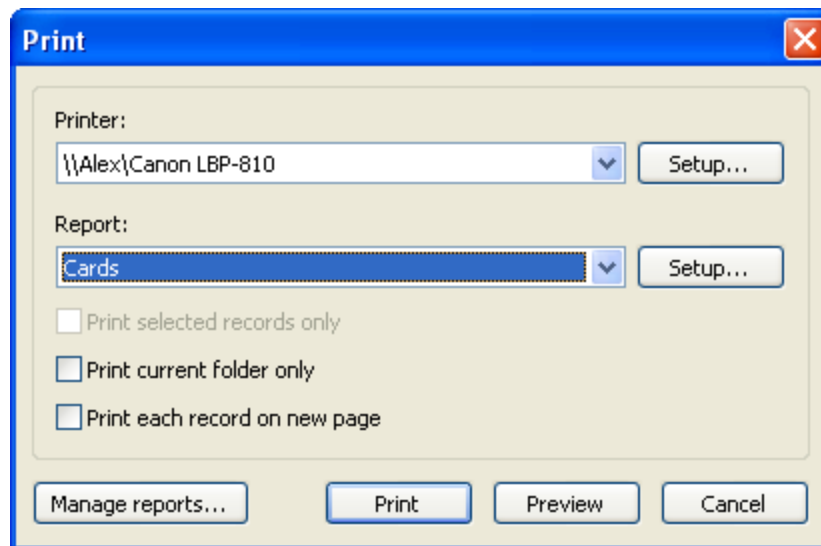 Print
Printer:
\\Alex\Canon LBP-810
Setup...
Report:
Cards
Setup...
Print selected records only
Print current folder only
Print each record on new page
Manage reports...
Print
Preview
Cancel